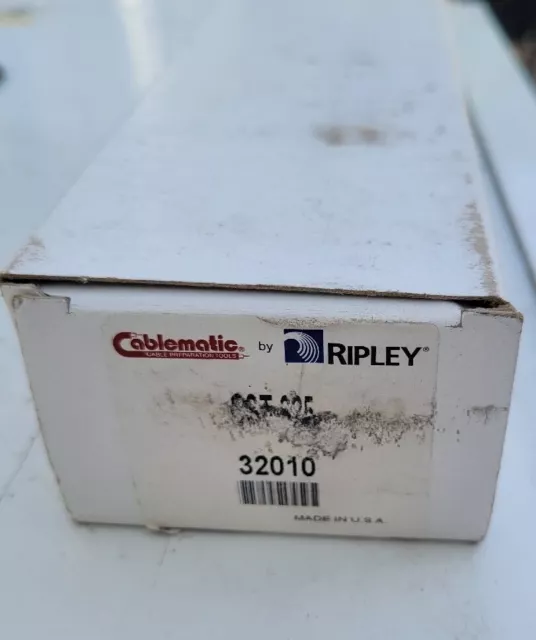 Cablematic® by RIPLEY®
CABLE PREPARATION TOOLS
32010
MADE IN U.S.A.